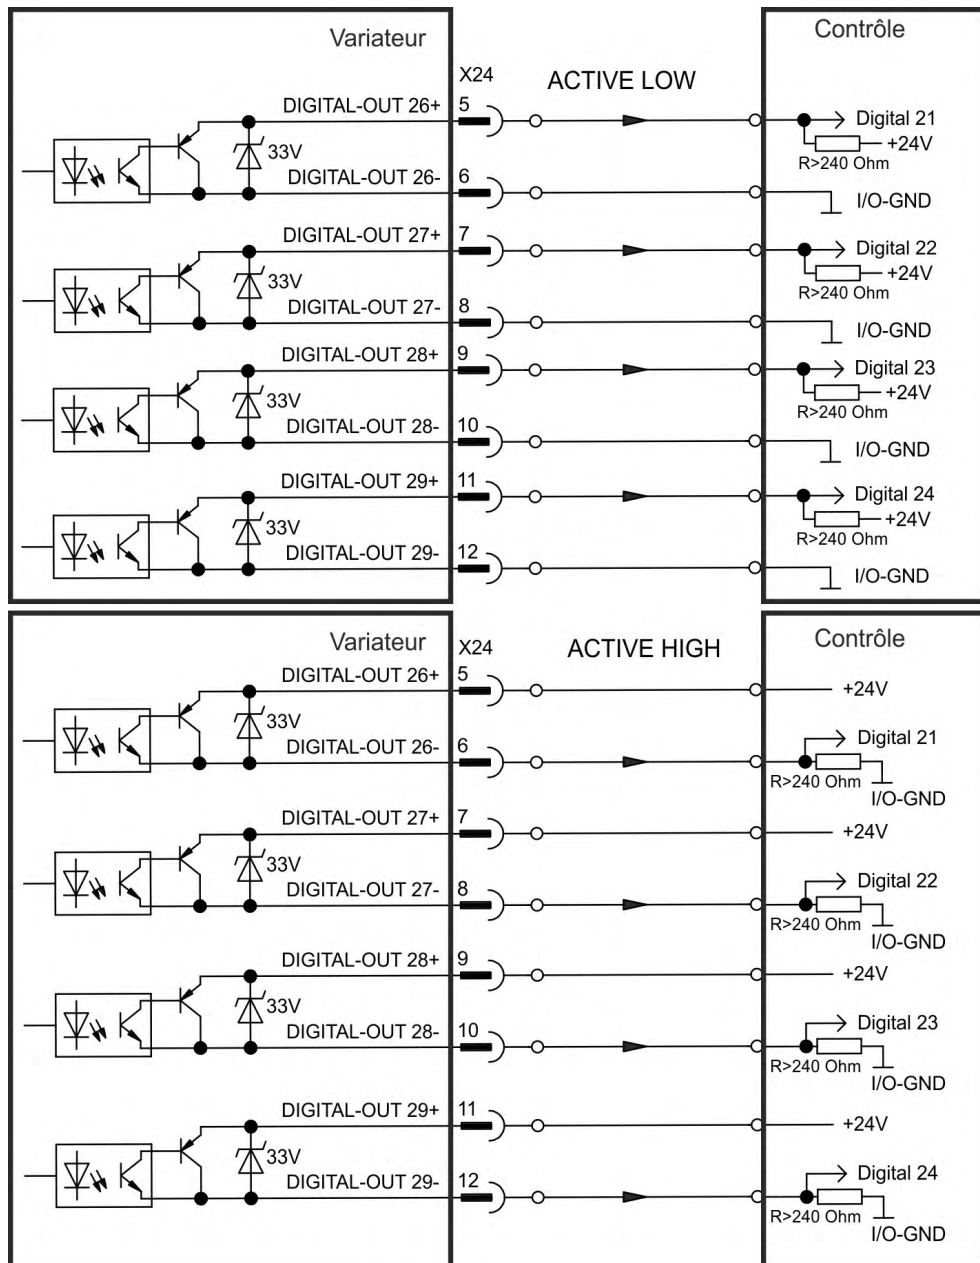 Variateur
Contrôle
X24
ACTIVE LOW
DIGITAL-OUT 26+
5
Digital 21
33V
+24V
R>240 Ohm
DIGITAL-OUT 26-
6
I/O-GND
DIGITAL-OUT 27+
7
Digital 22
33V
+24V
R>240 Ohm
DIGITAL-OUT 27-
8
I/O-GND
DIGITAL-OUT 28+
9
Digital 23
33V
+24V
R>240 Ohm
DIGITAL-OUT 28-
10
I/O-GND
DIGITAL-OUT 29+
11
Digital 24
33V
+24V
R>240 Ohm
DIGITAL-OUT 29-
12
I/O-GND
Variateur
Contrôle
X24
ACTIVE HIGH
DIGITAL-OUT 26+
5
+24V
33V
DIGITAL-OUT 26-
6
Digital 21
R>240 Ohm
I/O-GND
DIGITAL-OUT 27+
7
+24V
33V
DIGITAL-OUT 27-
8
Digital 22
R>240 Ohm
I/O-GND
DIGITAL-OUT 28+
9
+24V
33V
DIGITAL-OUT 28-
10
Digital 23
R>240 Ohm
I/O-GND
DIGITAL-OUT 29+
11
+24V
33V
DIGITAL-OUT 29-
12
Digital 24
R>240 Ohm
I/O-GND